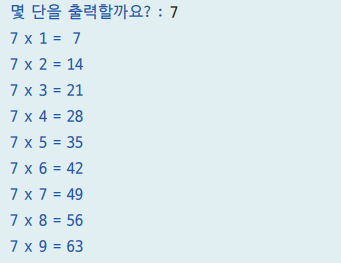 몇 단을 출력할까요? : 7
7 x 1 =  7
7 x 2 = 14
7 x 3 = 21
7 x 4 = 28
7 x 5 = 35
7 x 6 = 42
7 x 7 = 49
7 x 8 = 56
7 x 9 = 63